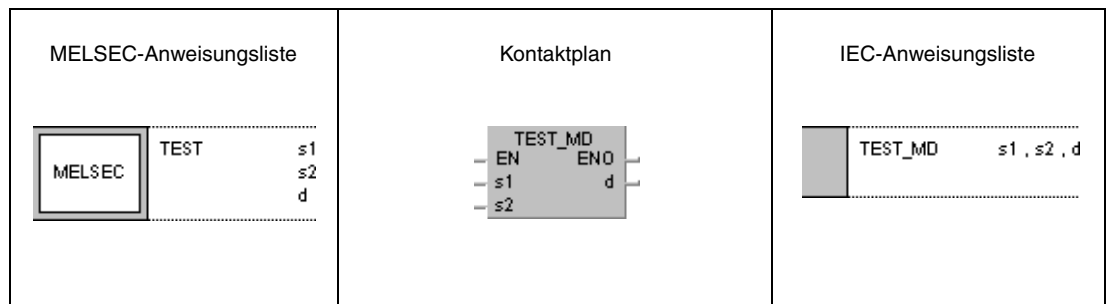 MELSEC-Anweisungsliste
Kontaktplan
IEC-Anweisungsliste
MELSEC
TEST s1
s2
d
TEST_MD
EN ENO
s1 d
s2
TEST_MD s1 , s2 , d